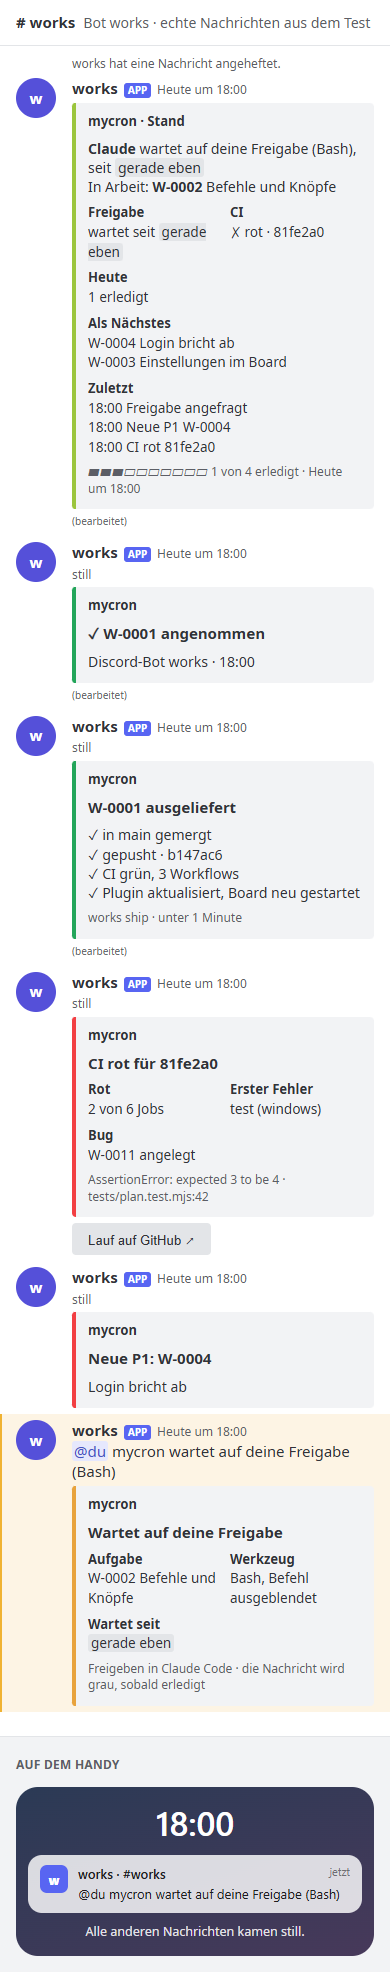 # works Bot works · echte Nachrichten aus dem Test
works hat eine Nachricht angeheftet.
w
works APP Heute um 18:00
mycron · Stand
Claude wartet auf deine Freigabe (Bash),
seit gerade eben
In Arbeit: W-0002 Befehle und Knöpfe
Freigabe CI
wartet seit gerade ✗ rot · 81fe2a0
eben
Heute
1 erledigt
Als Nächstes
W-0004 Login bricht ab
W-0003 Einstellungen im Board
Zuletzt
18:00 Freigabe angefragt
18:00 Neue P1 W-0004
18:00 CI rot 81fe2a0
▰▰▰▱▱▱▱▱▱▱ 1 von 4 erledigt · Heute
um 18:00
(bearbeitet)
w
works APP Heute um 18:00
still
mycron
✓ W-0001 angenommen
Discord-Bot works · 18:00
(bearbeitet)
w
works APP Heute um 18:00
still
mycron
W-0001 ausgeliefert
✓ in main gemergt
✓ gepusht · b147ac6
✓ CI grün, 3 Workflows
✓ Plugin aktualisiert, Board neu gestartet
works ship · unter 1 Minute
(bearbeitet)
w
works APP Heute um 18:00
still
mycron
CI rot für 81fe2a0
Rot Erster Fehler
2 von 6 Jobs test (windows)
Bug
W-0011 angelegt
AssertionError: expected 3 to be 4 ·
tests/plan.test.mjs:42
Lauf auf GitHub ↗
w
works APP Heute um 18:00
still
mycron
Neue P1: W-0004
Login bricht ab
w
works APP Heute um 18:00
@du mycron wartet auf deine Freigabe
(Bash)
mycron
Wartet auf deine Freigabe
Aufgabe Werkzeug
W-0002 Befehle und Bash, Befehl
Knöpfe ausgeblendet
Wartet seit
gerade eben
Freigeben in Claude Code · die Nachricht wird
grau, sobald erledigt
AUF DEM HANDY
18:00
w
works · #works jetzt
@du mycron wartet auf deine Freigabe (Bash)
Alle anderen Nachrichten kamen still.